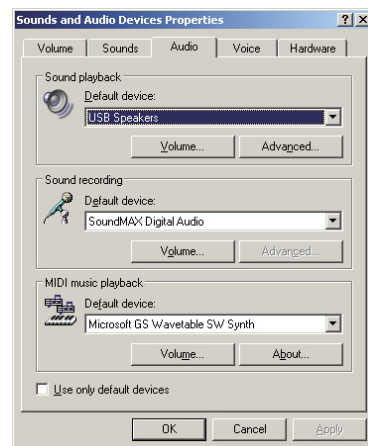 Sounds and Audio Devices Properties
Volume Sounds Audio Voice Hardware
Sound playback
Default device:
USB Speakers
Volume... Advanced...
Sound recording
Default device:
SoundMAX Digital Audio
Volume... Advanced...
MIDI music playback
Default device:
Microsoft GS Wavetable SW Synth
Volume... About...
Use only default devices
OK Cancel Apply